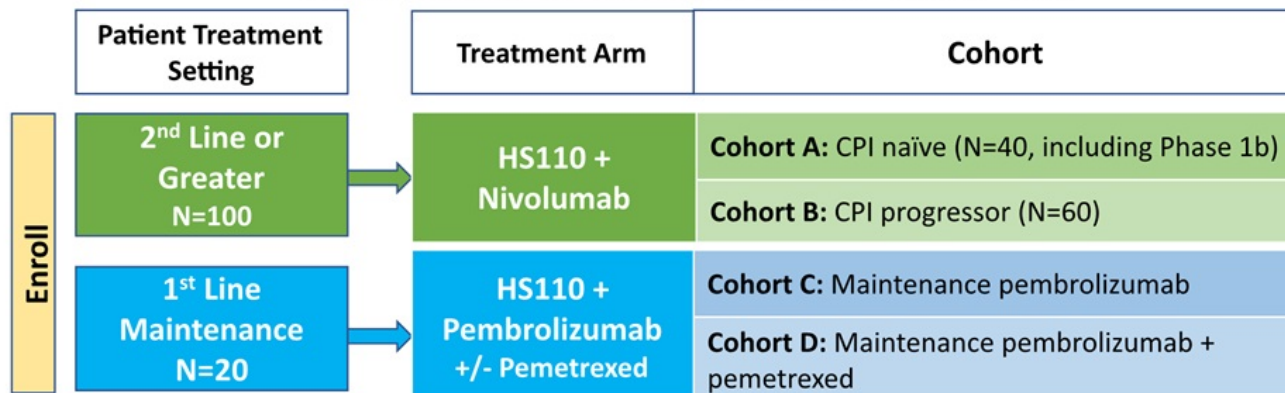 Patient Treatment
Setting
Treatment Arm
Cohort
Enroll
2nd Line or
Greater
N=100
HS110 +
Nivolumab
Cohort A: CPI naïve (N=40, including Phase 1b)
Cohort B: CPI progressor (N=60)
1st Line
Maintenance
N=20
HS110 +
Pembrolizumab
+/- Pemetrexed
Cohort C: Maintenance pembrolizumab
Cohort D: Maintenance pembrolizumab +
pemetrexed